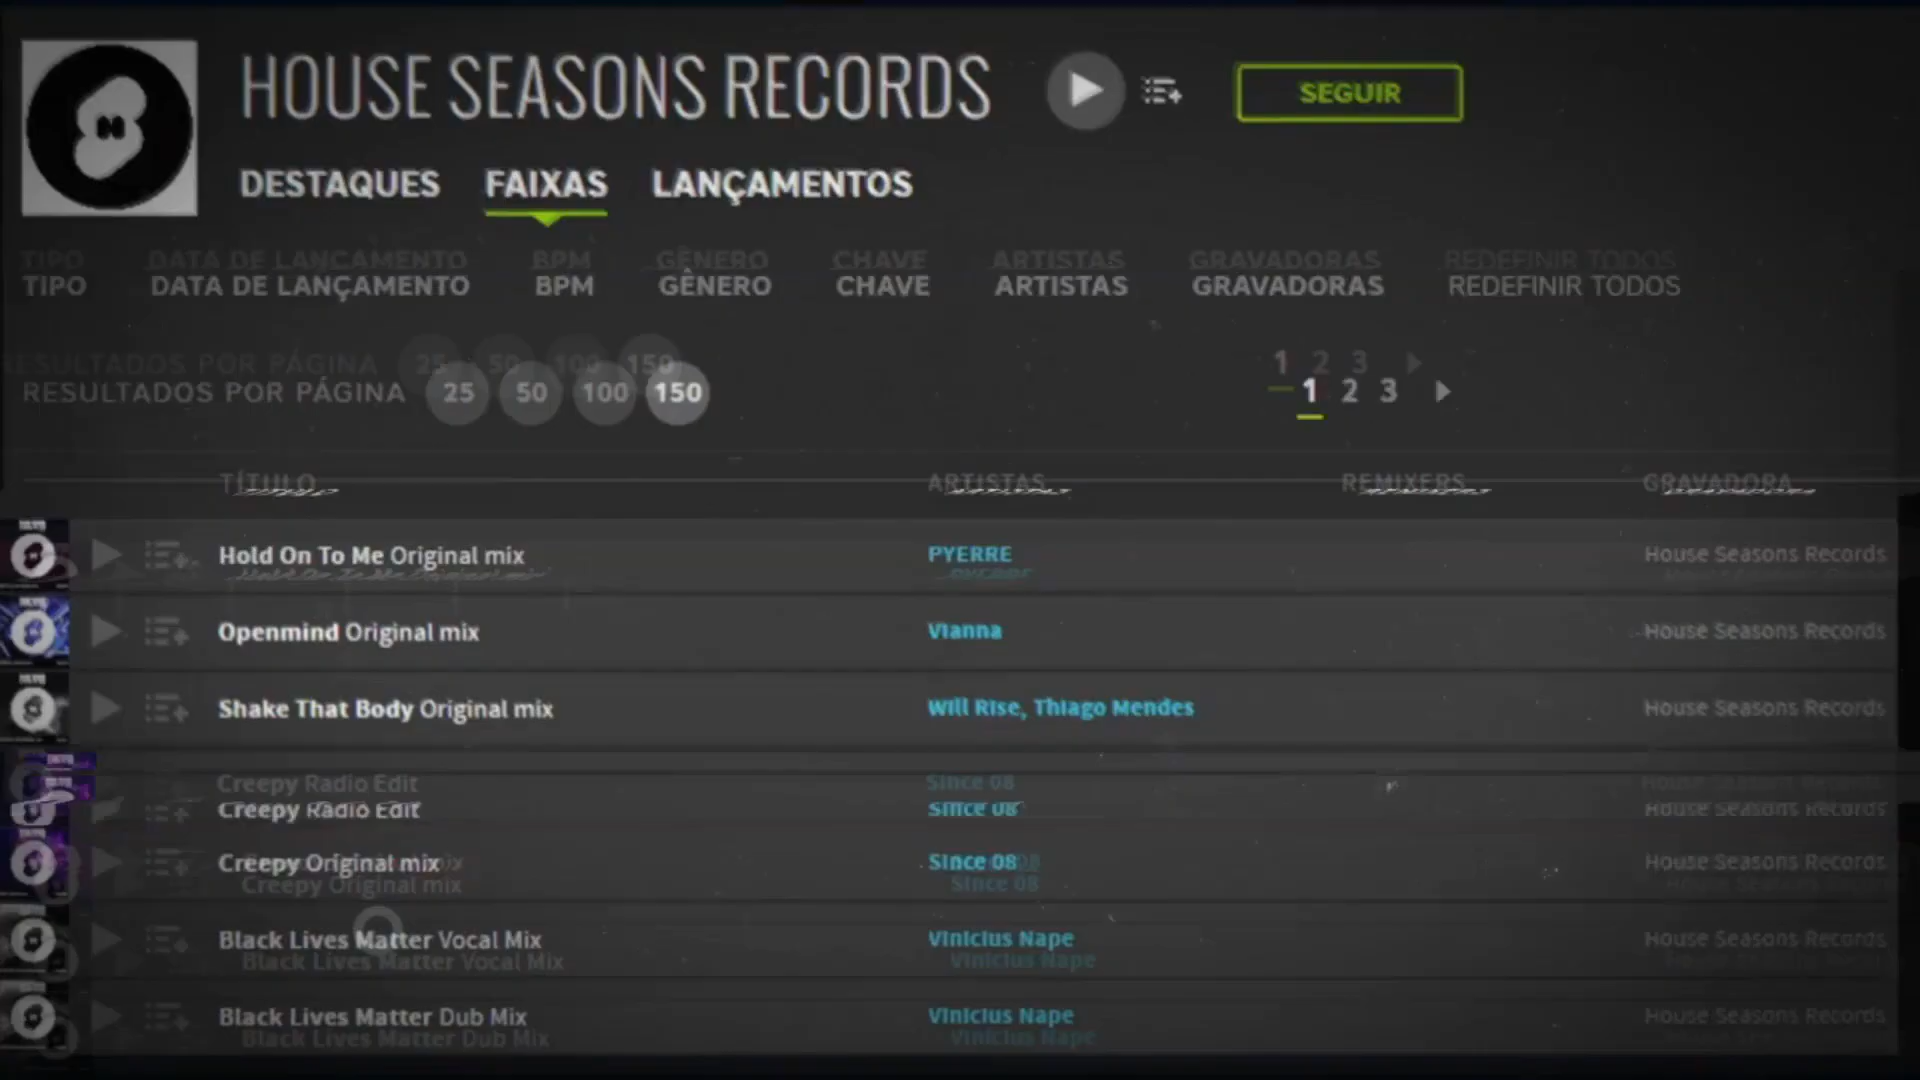 HOUSE SEASONS RECORDS
SEGUIR
DESTAQUES FAIXAS LANÇAMENTOS
TIPO DATA DE LANÇAMENTO BPM GÊNERO CHAVE ARTISTAS GRAVADORAS REDEFINIR TODOS
RESULTADOS POR PÁGINA 25 50 100 150 1 2 3
TÍTULO ARTISTAS REMIXERS GRAVADORA
Hold On To Me Original mix PYERRE House Seasons Records
Openmind Original mix Vianna House Seasons Records
Shake That Body Original mix Will Rise, Thiago Mendes House Seasons Records
Creepy Radio Edit Since 08 House Seasons Records
Creepy Original mix Since 08 House Seasons Records
Black Lives Matter Vocal Mix Vinicius Nape House Seasons Records
Black Lives Matter Dub Mix Vinicius Nape House Seasons Records